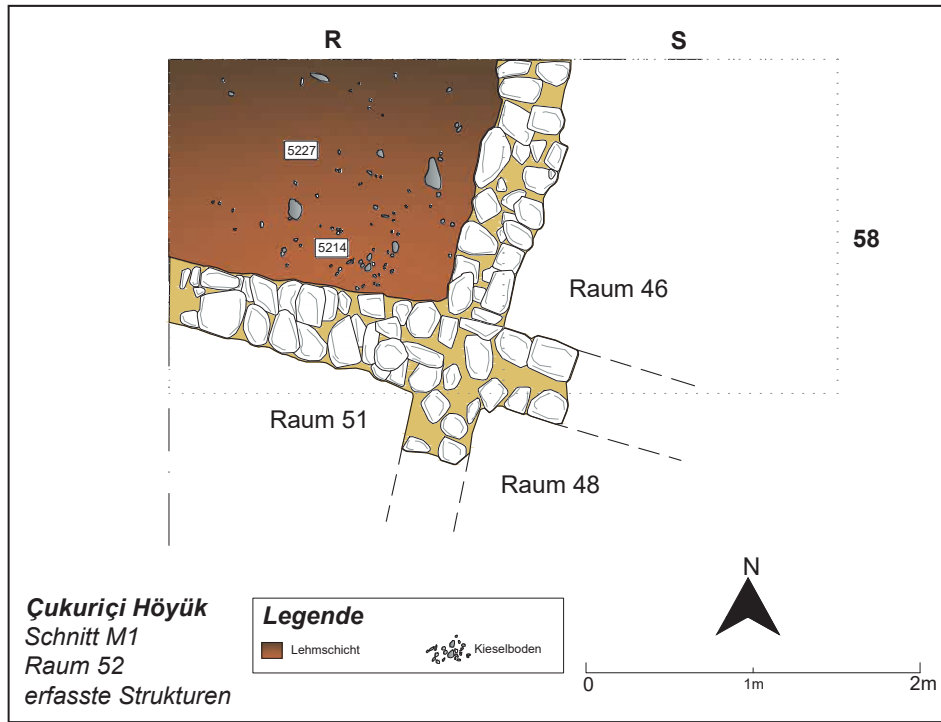 R
S
5227
5214
58
Raum 46
Raum 51
Raum 48
N
Çukuriçi Höyük
Schnitt M1
Raum 52
erfasste Strukturen
Legende
Lehmschicht
Kieselboden
0
1m
2m